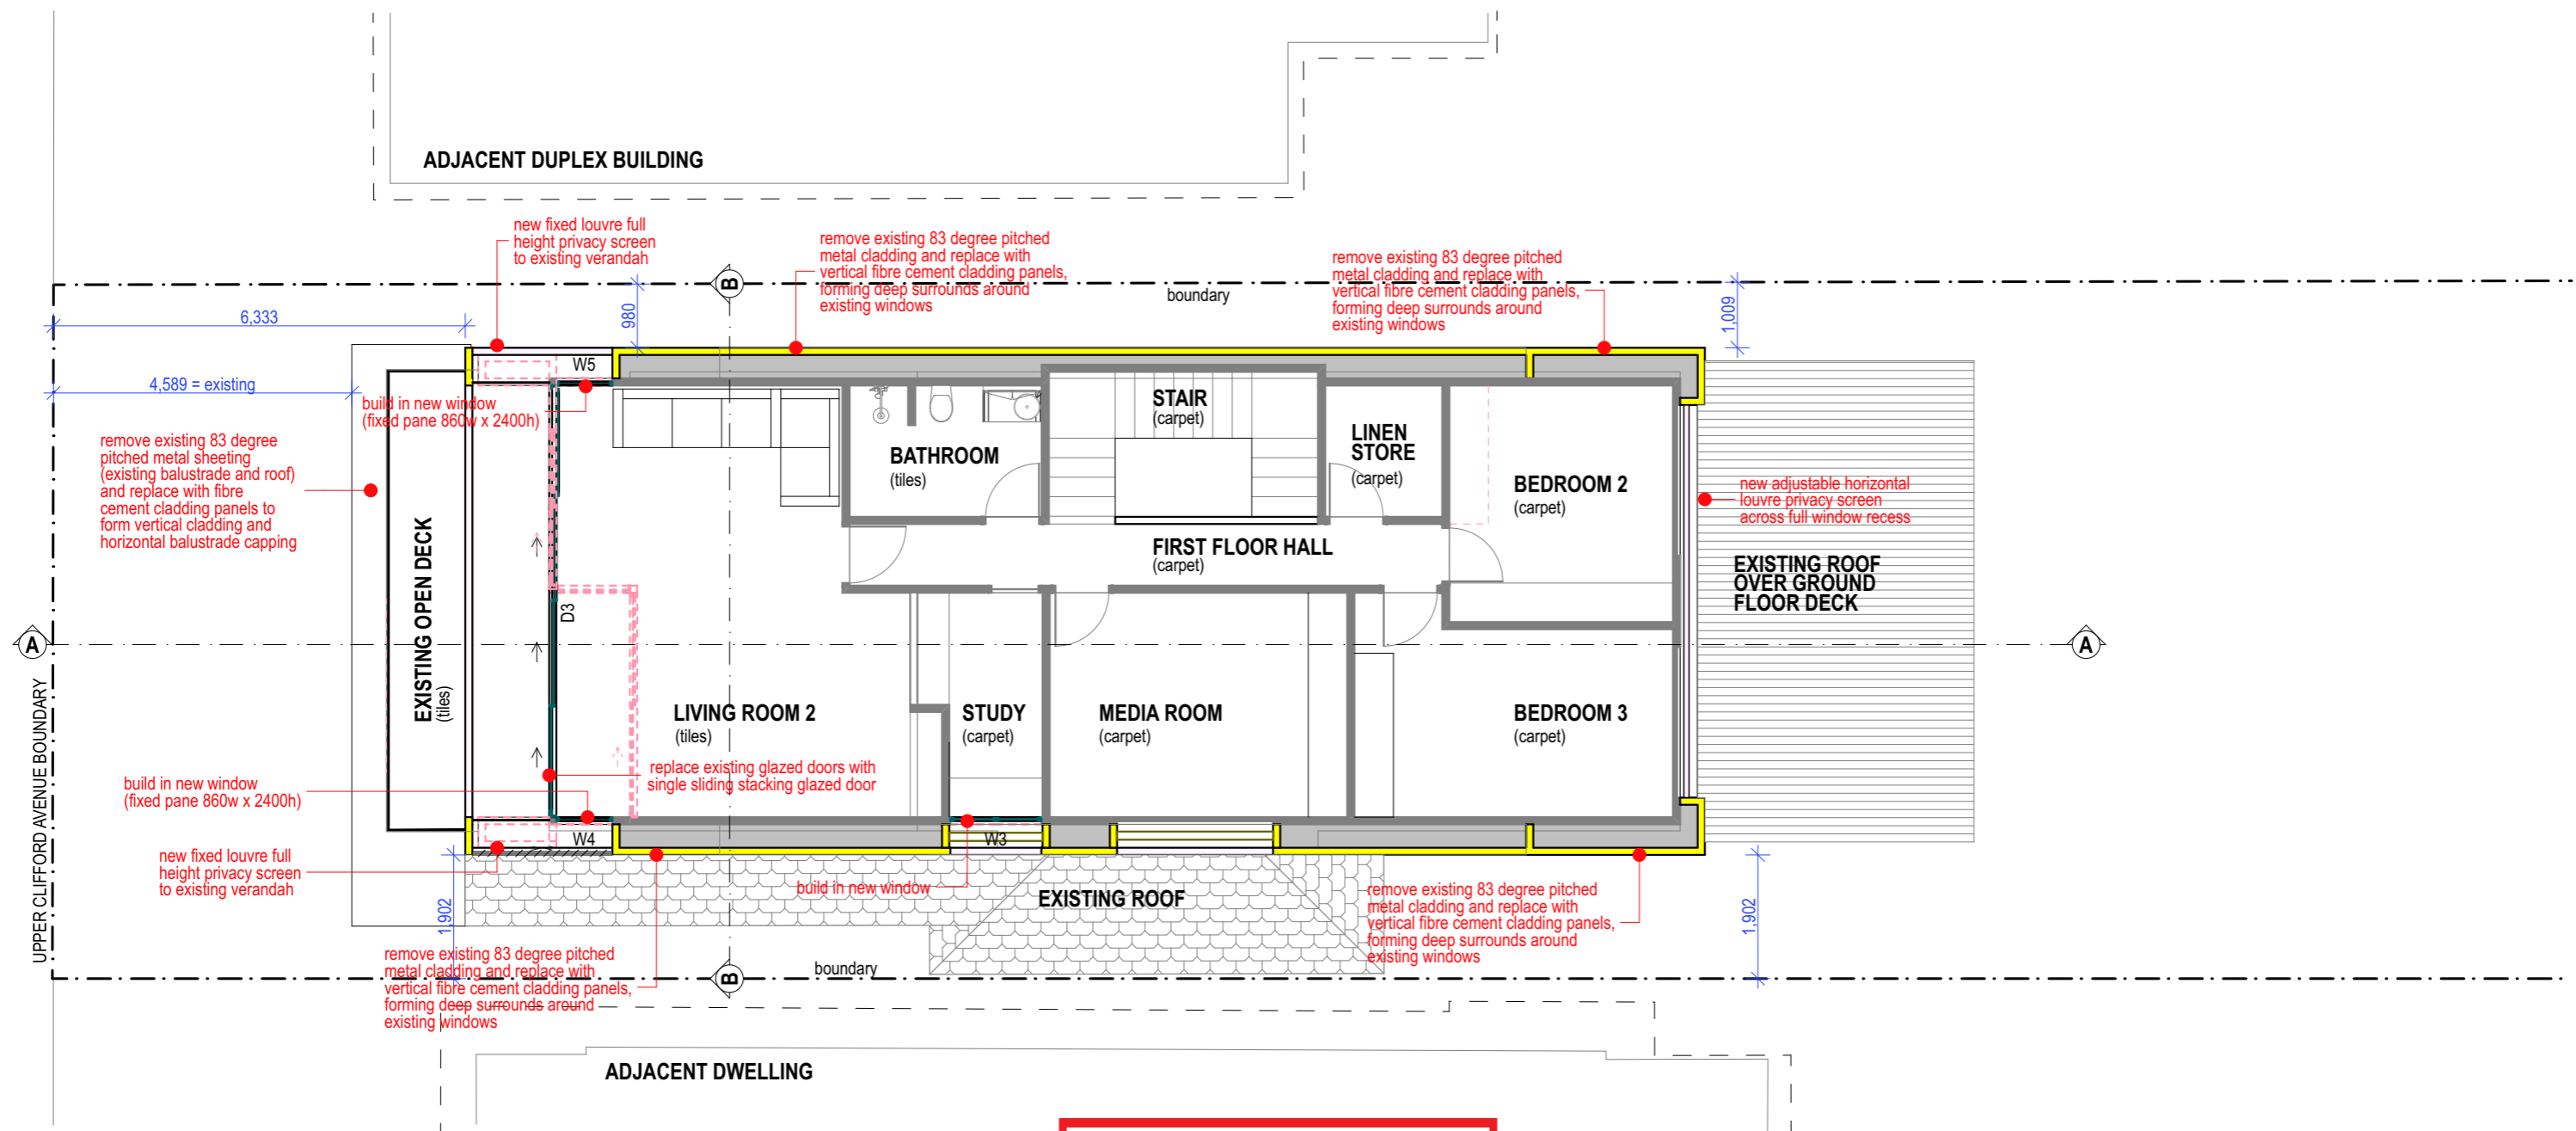 ADJACENT DUPLEX BUILDING
new fixed louvre full
height privacy screen
to existing verandah
remove existing 83 degree pitched
metal cladding and replace with
vertical fibre cement cladding panels,
forming deep surrounds around
existing windows
remove existing 83 degree pitched
metal cladding and replace with
vertical fibre cement cladding panels,
forming deep surrounds around
existing windows
B
boundary
6,333
980
1,009
4,589 = existing
W5
build in new window
(fixed pane 860w x 2400h)
remove existing 83 degree
pitched metal sheeting
(existing balustrade and roof)
and replace with fibre
cement cladding panels to
form vertical cladding and
horizontal balustrade capping
STAIR
(carpet)
BATHROOM
(tiles)
LINEN
STORE
(carpet)
BEDROOM 2
(carpet)
new adjustable horizontal
louvre privacy screen
across full window recess
FIRST FLOOR HALL
(carpet)
EXISTING ROOF
OVER GROUND
FLOOR DECK
EXISTING OPEN DECK
(tiles)
D3
A
A
UPPER CLIFFORD AVENUE BOUNDARY
LIVING ROOM 2
(tiles)
STUDY
(carpet)
MEDIA ROOM
(carpet)
BEDROOM 3
(carpet)
replace existing glazed doors with
single sliding stacking glazed door
build in new window
(fixed pane 860w x 2400h)
W4
W3
new fixed louvre full
height privacy screen
to existing verandah
build in new window
EXISTING ROOF
1,902
1,902
remove existing 83 degree pitched
metal cladding and replace with
vertical fibre cement cladding panels,
forming deep surrounds around
existing windows
remove existing 83 degree pitched
metal cladding and replace with
vertical fibre cement cladding panels,
forming deep surrounds around
existing windows
B
boundary
ADJACENT DWELLING